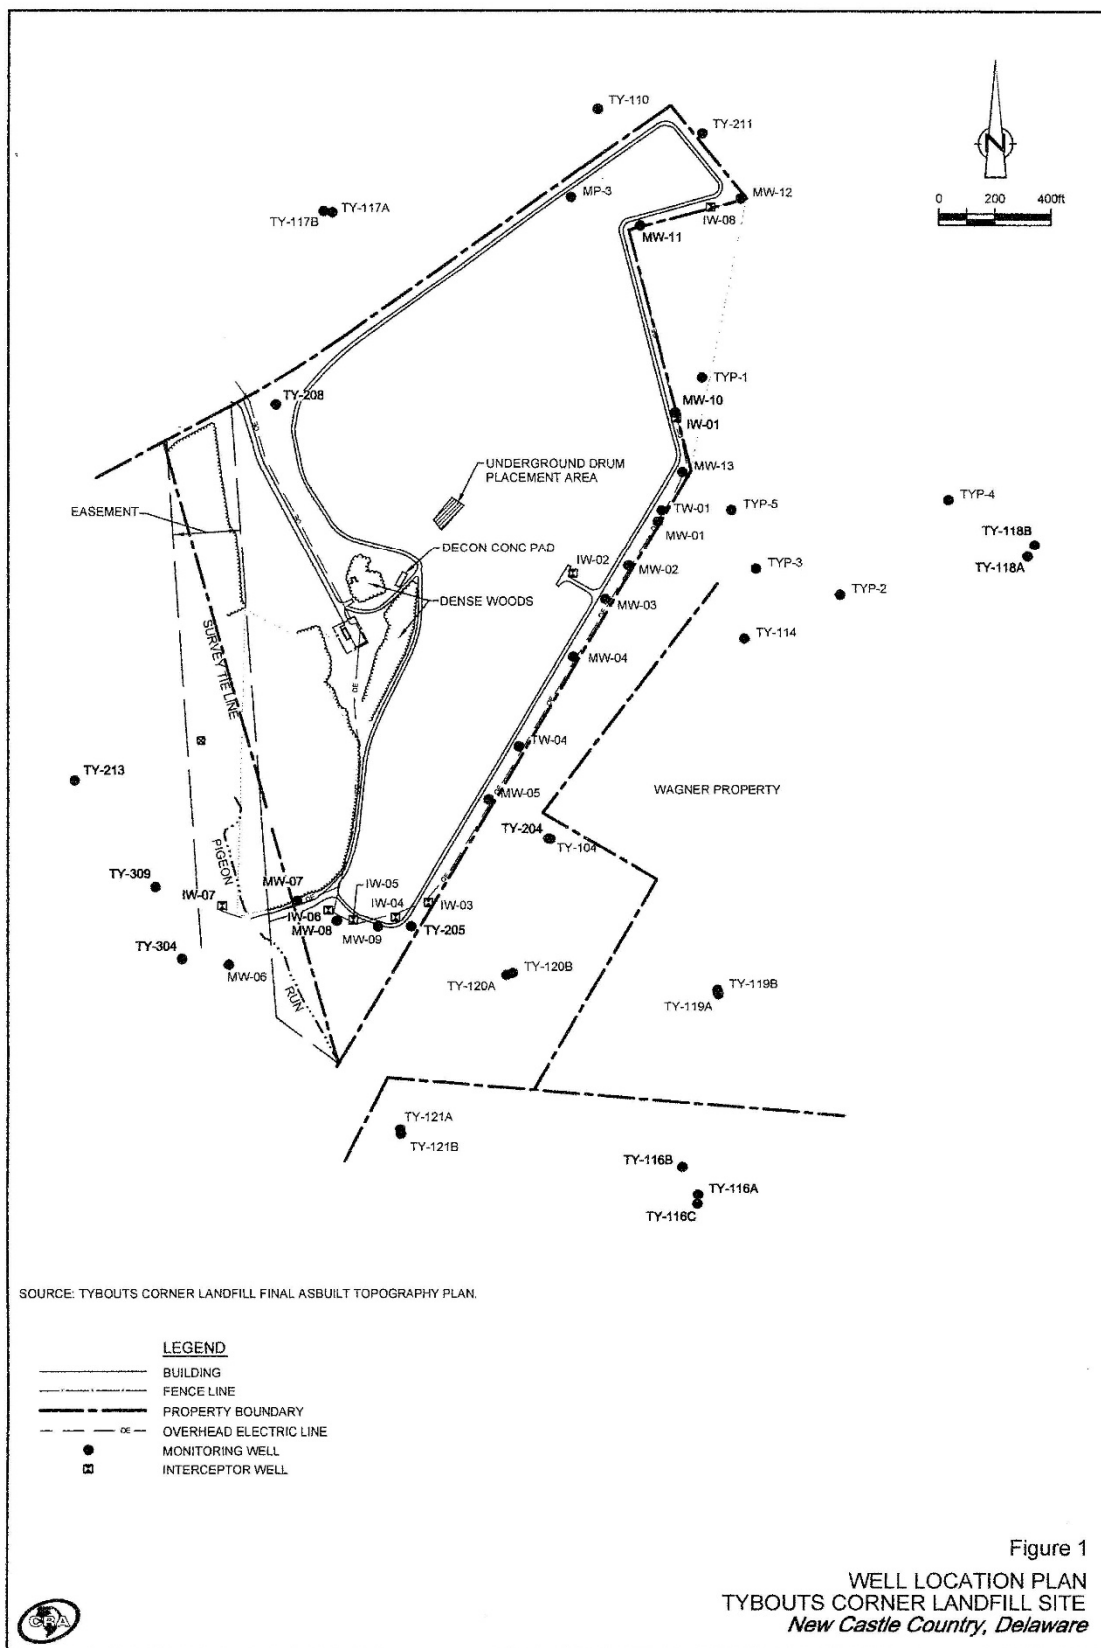 TY-110
TY-211
N
MP-3
MW-12
TY-117A
TY-117B
IW-08
MW-11
0 200 400ft
TYP-1
TY-208
MW-10
IW-01
UNDERGROUND DRUM
PLACEMENT AREA
MW-13
EASEMENT
TW-01
TYP-5
TYP-4
MW-01
TY-118B
DECON CONC PAD
IW-02
MW-02
TYP-3
TY-118A
DENSE WOODS
MW-03
TYP-2
SURVEY TIE LINE
TY-114
MW-04
OE
TW-04
TY-213
WAGNER PROPERTY
MW-05
PIGEON
TY-204
TY-104
TY-309
IW-07
MW-07
OE
IW-05
OE
IW-06
IW-04
IW-03
MW-08
MW-09
TY-205
TY-304
MW-06
RUN
TY-120B
TY-120A
TY-119B
TY-119A
TY-121A
TY-121B
TY-116B
TY-116A
TY-116C
SOURCE: TYBOUTS CORNER LANDFILL FINAL ASBUILT TOPOGRAPHY PLAN.
LEGEND
BUILDING
FENCE LINE
PROPERTY BOUNDARY
OE OVERHEAD ELECTRIC LINE
MONITORING WELL
INTERCEPTOR WELL
Figure 1
WELL LOCATION PLAN
TYBOUTS CORNER LANDFILL SITE
New Castle Country, Delaware
CRA